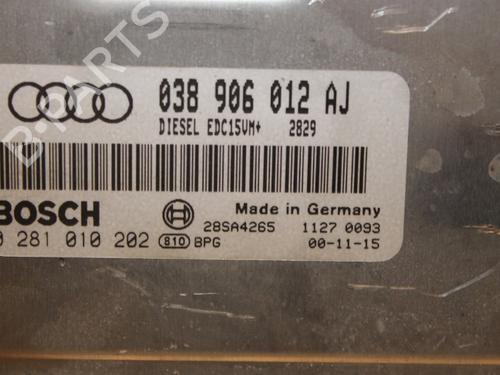 B-PARTS
038 906 012 AJ
DIESEL EDC15VM+ 2829
BOSCH
Made in Germany
0 281 010 202 810 BPG 28SA4265 1127 0093
00-11-15